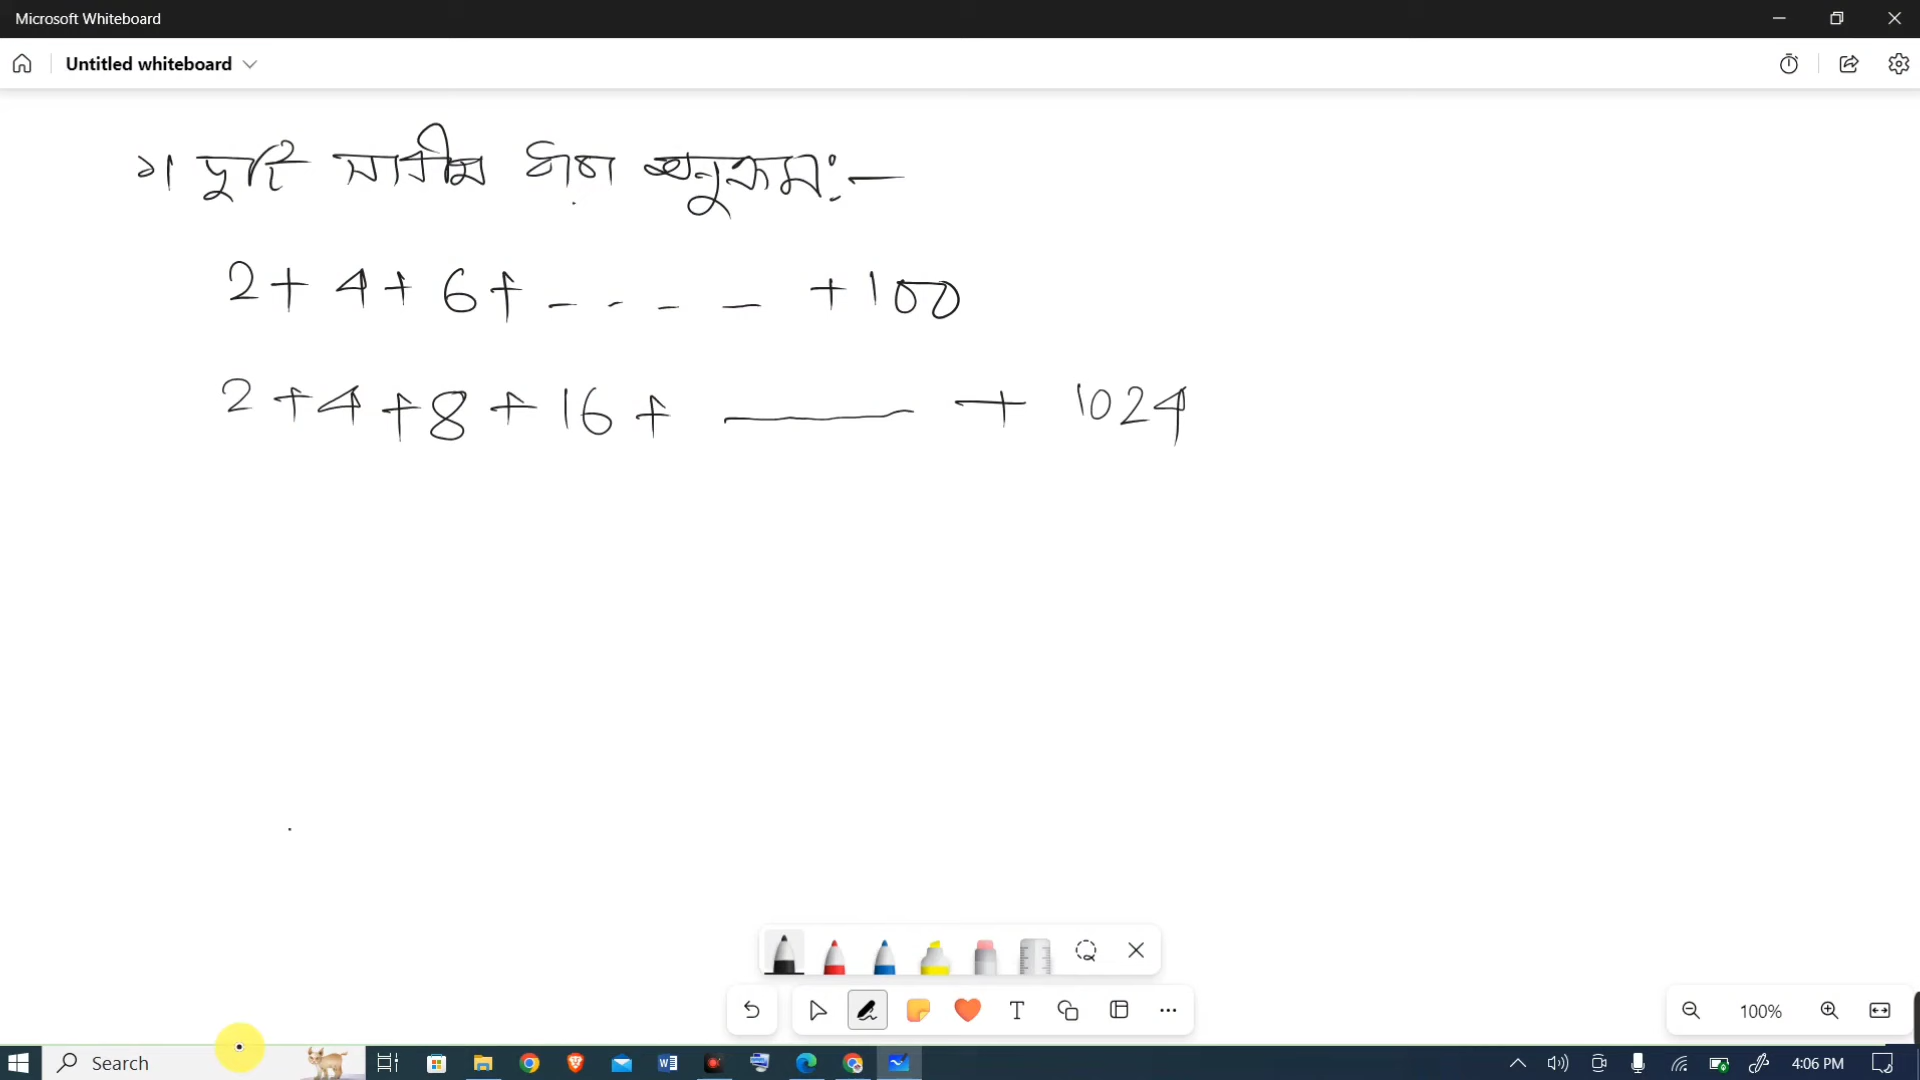 Microsoft Whiteboard
Untitled whiteboard
১। দুটি সসীম ধারা অনুক্রম:-
2 + 4 + 6 + - - - - + 100
2 + 4 + 8 + 16 + ——— + 1024
100%
Search
4:06 PM